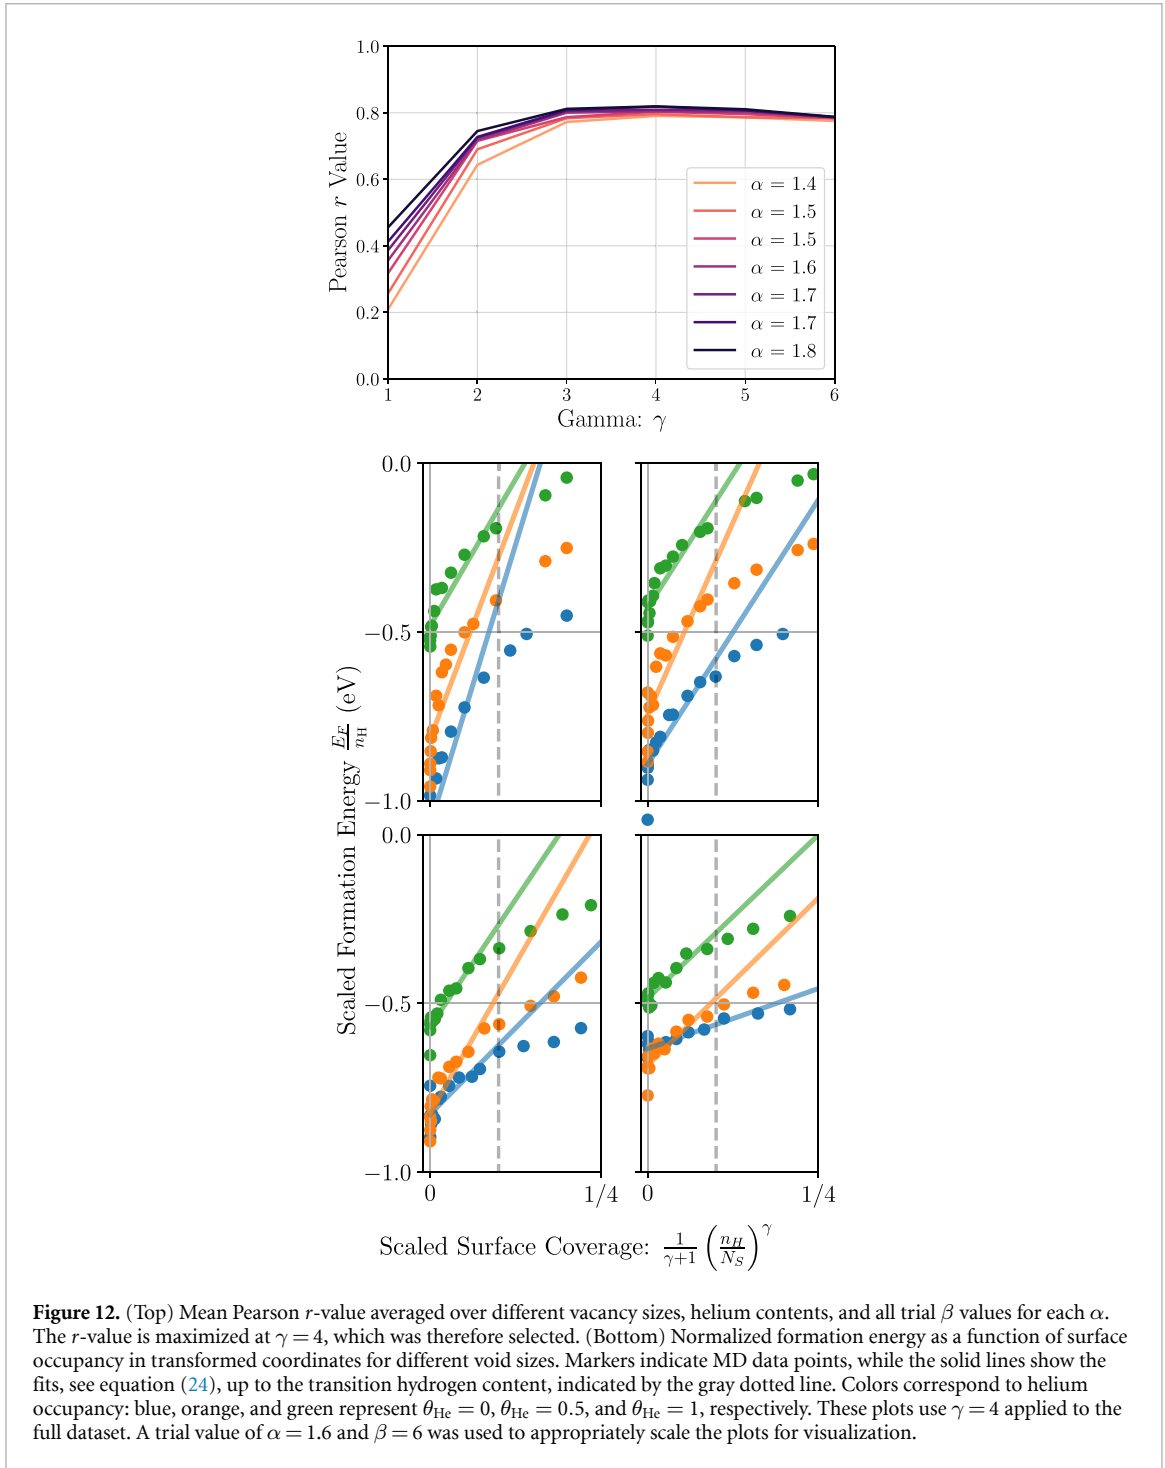 1.0
0.8
0.6
0.4
0.2
0.0
Pearson r Value
1 2 3 4 5 6
Gamma: γ
α = 1.4
α = 1.5
α = 1.5
α = 1.6
α = 1.7
α = 1.7
α = 1.8
0.0
−0.5
−1.0
0.0
−0.5
−1.0
Scaled Formation Energy E_F/n_H (eV)
0 1/4 0 1/4
Scaled Surface Coverage: 1/(γ+1) (n_H/N_S)^γ
Figure 12. (Top) Mean Pearson r-value averaged over different vacancy sizes, helium contents, and all trial β values for each α.
The r-value is maximized at γ = 4, which was therefore selected. (Bottom) Normalized formation energy as a function of surface
occupancy in transformed coordinates for different void sizes. Markers indicate MD data points, while the solid lines show the
fits, see equation (24), up to the transition hydrogen content, indicated by the gray dotted line. Colors correspond to helium
occupancy: blue, orange, and green represent θ_He = 0, θ_He = 0.5, and θ_He = 1, respectively. These plots use γ = 4 applied to the
full dataset. A trial value of α = 1.6 and β = 6 was used to appropriately scale the plots for visualization.